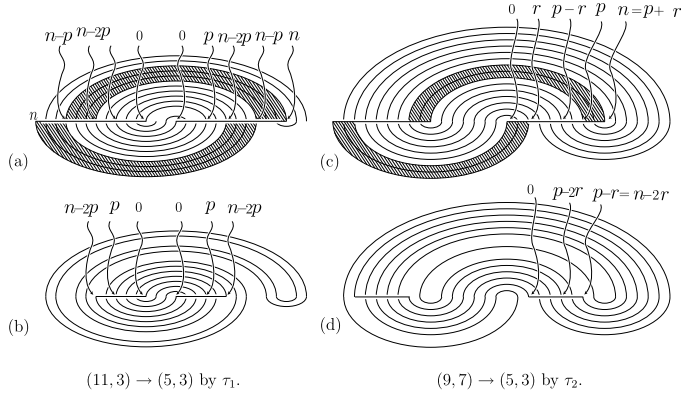 n–p n–2p 0 0 p n–2p n–p n
n
(a)
0 r p–r p n=p+ r
(c)
n–2p p 0 0 p n–2p
(b)
0 p–2r p–r=n–2r
(d)
(11, 3) → (5, 3) by τ₁.
(9, 7) → (5, 3) by τ₂.